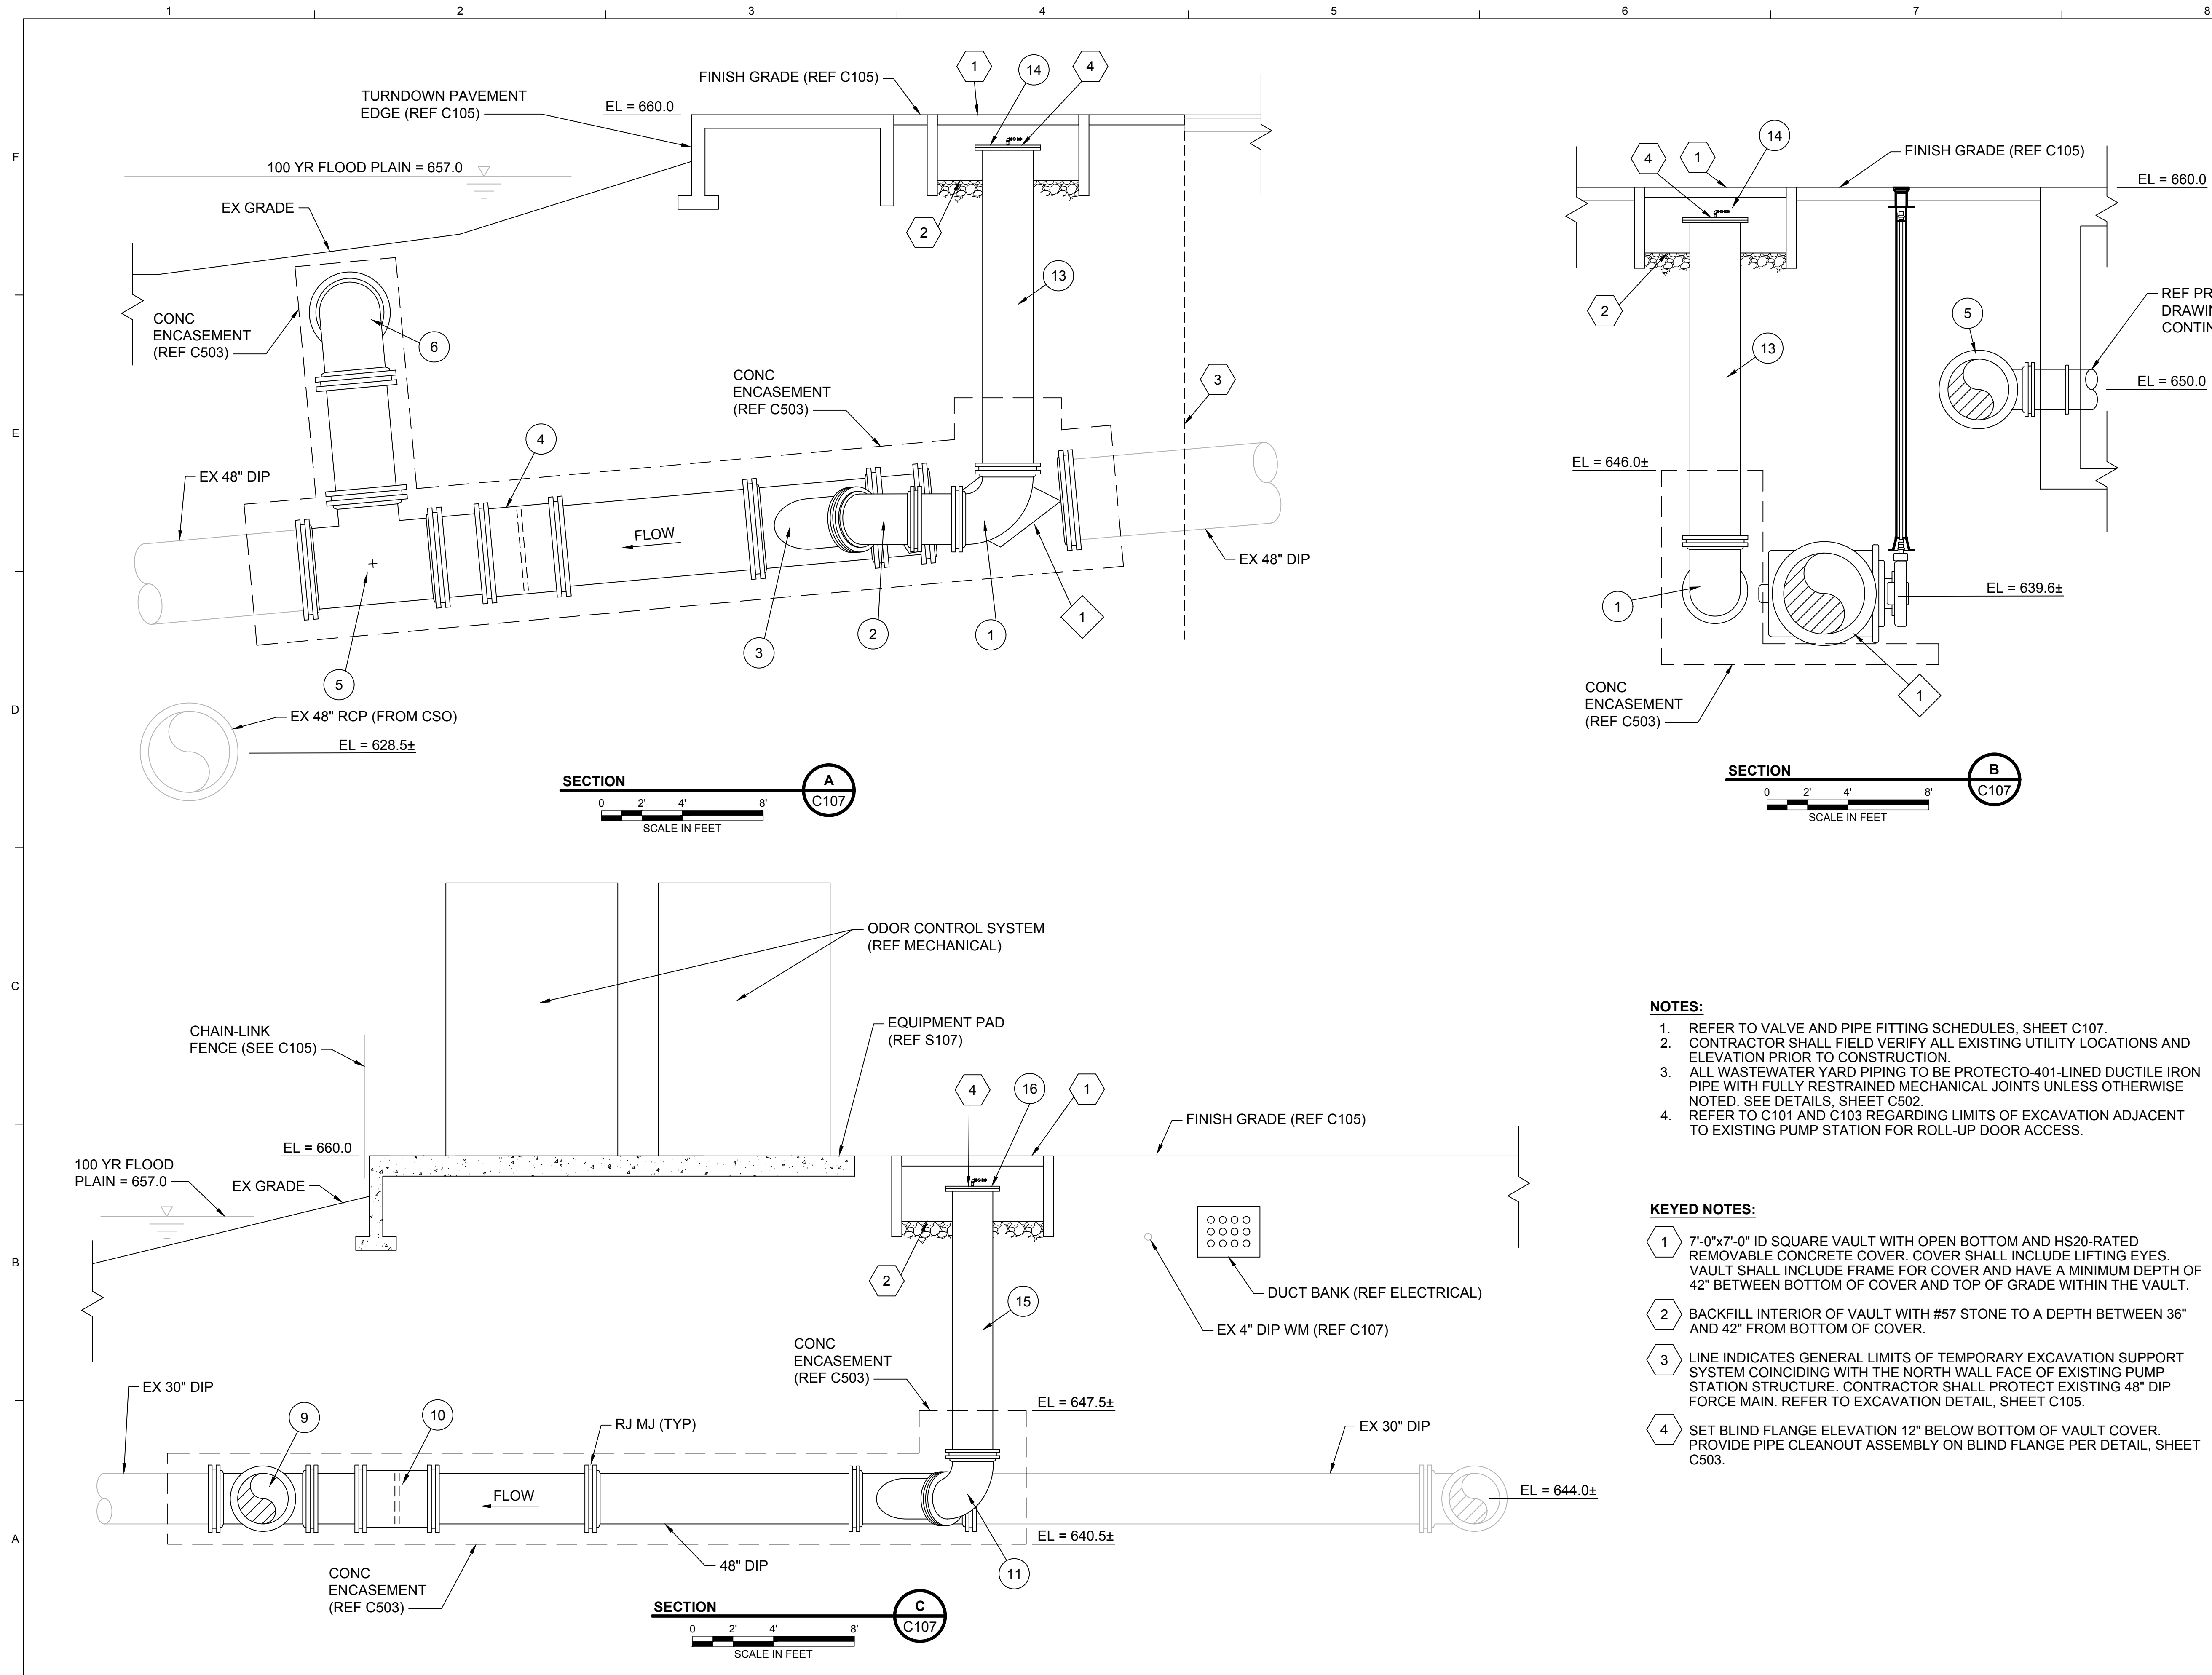 1 2 3 4 5 6 7 8
F
E
D
C
B
A
FINISH GRADE (REF C105)
1
14
4
TURNDOWN PAVEMENT
EDGE (REF C105)
EL = 660.0
100 YR FLOOD PLAIN = 657.0
EX GRADE
2
13
CONC
ENCASEMENT
(REF C503)
6
CONC
ENCASEMENT
(REF C503)
3
4
EX 48" DIP
FLOW
EX 48" DIP
5
3
2
1
1
EX 48" RCP (FROM CSO)
EL = 628.5±
SECTION
A
C107
0 2' 4' 8'
SCALE IN FEET
4
1
14
FINISH GRADE (REF C105)
EL = 660.0
2
13
5
REF PR
DRAWIN
CONTIN
EL = 650.0
EL = 646.0±
1
EL = 639.6±
1
CONC
ENCASEMENT
(REF C503)
SECTION
B
C107
0 2' 4' 8'
SCALE IN FEET
ODOR CONTROL SYSTEM
(REF MECHANICAL)
CHAIN-LINK
FENCE (SEE C105)
EQUIPMENT PAD
(REF S107)
4
16
1
FINISH GRADE (REF C105)
EL = 660.0
100 YR FLOOD
PLAIN = 657.0
EX GRADE
2
15
DUCT BANK (REF ELECTRICAL)
EX 4" DIP WM (REF C107)
CONC
ENCASEMENT
(REF C503)
EX 30" DIP
9
10
RJ MJ (TYP)
EL = 647.5±
EX 30" DIP
FLOW
EL = 644.0±
EL = 640.5±
48" DIP
11
CONC
ENCASEMENT
(REF C503)
SECTION
C
C107
0 2' 4' 8'
SCALE IN FEET
NOTES:
1. REFER TO VALVE AND PIPE FITTING SCHEDULES, SHEET C107.
2. CONTRACTOR SHALL FIELD VERIFY ALL EXISTING UTILITY LOCATIONS AND
ELEVATION PRIOR TO CONSTRUCTION.
3. ALL WASTEWATER YARD PIPING TO BE PROTECTO-401-LINED DUCTILE IRON
PIPE WITH FULLY RESTRAINED MECHANICAL JOINTS UNLESS OTHERWISE
NOTED. SEE DETAILS, SHEET C502.
4. REFER TO C101 AND C103 REGARDING LIMITS OF EXCAVATION ADJACENT
TO EXISTING PUMP STATION FOR ROLL-UP DOOR ACCESS.
KEYED NOTES:
1 7'-0"x7'-0" ID SQUARE VAULT WITH OPEN BOTTOM AND HS20-RATED
REMOVABLE CONCRETE COVER. COVER SHALL INCLUDE LIFTING EYES.
VAULT SHALL INCLUDE FRAME FOR COVER AND HAVE A MINIMUM DEPTH OF
42" BETWEEN BOTTOM OF COVER AND TOP OF GRADE WITHIN THE VAULT.
2 BACKFILL INTERIOR OF VAULT WITH #57 STONE TO A DEPTH BETWEEN 36"
AND 42" FROM BOTTOM OF COVER.
3 LINE INDICATES GENERAL LIMITS OF TEMPORARY EXCAVATION SUPPORT
SYSTEM COINCIDING WITH THE NORTH WALL FACE OF EXISTING PUMP
STATION STRUCTURE. CONTRACTOR SHALL PROTECT EXISTING 48" DIP
FORCE MAIN. REFER TO EXCAVATION DETAIL, SHEET C105.
4 SET BLIND FLANGE ELEVATION 12" BELOW BOTTOM OF VAULT COVER.
PROVIDE PIPE CLEANOUT ASSEMBLY ON BLIND FLANGE PER DETAIL, SHEET
C503.